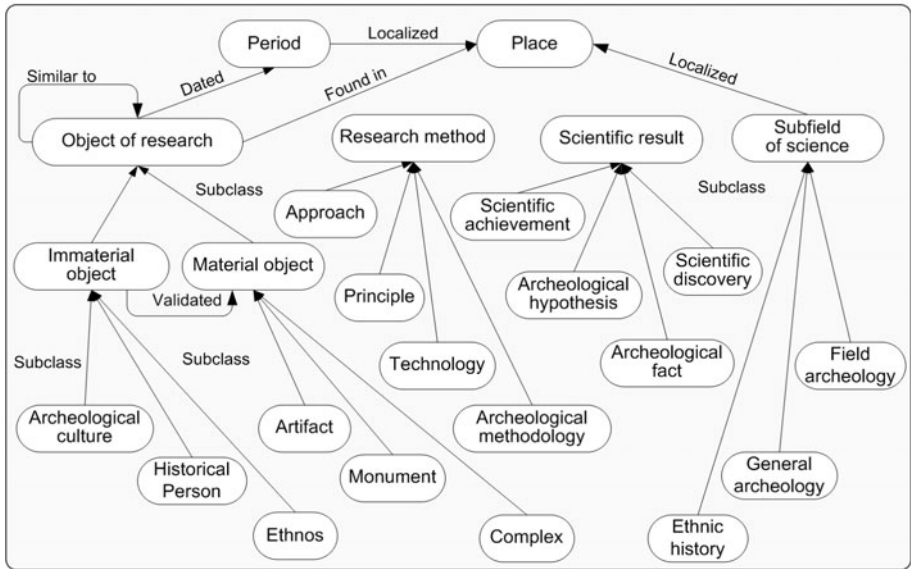 Period
Localized
Place
Similar to
Dated
Found in
Localized
Object of research
Research method
Scientific result
Subfield
of science
Subclass
Subclass
Approach
Scientific
achievement
Immaterial
object
Material object
Scientific
discovery
Validated
Principle
Archeological
hypothesis
Subclass
Subclass
Technology
Archeological
fact
Field
archeology
Archeological
culture
Artifact
Archeological
methodology
Historical
Person
Monument
General
archeology
Ethnos
Complex
Ethnic
history